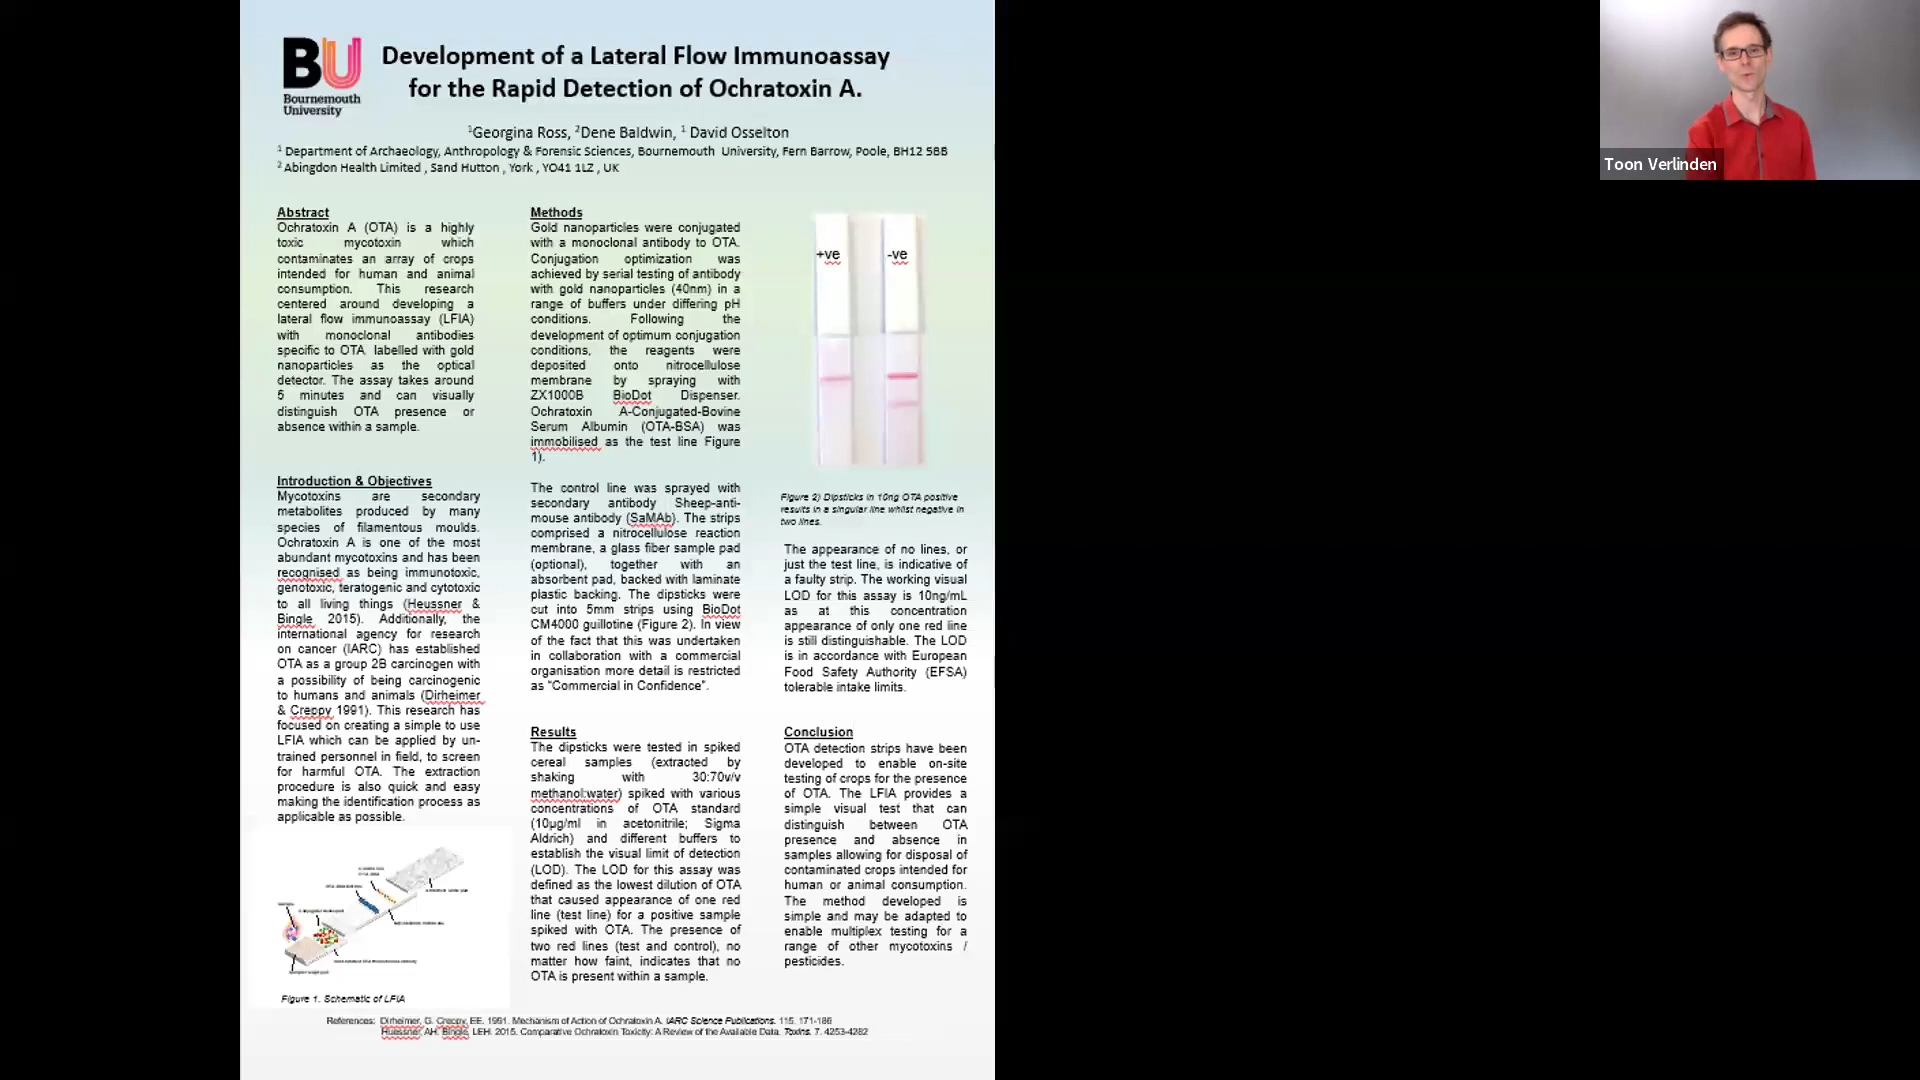 BU
Bournemouth
University
Development of a Lateral Flow Immunoassay
for the Rapid Detection of Ochratoxin A.
1Georgina Ross, 2Dene Baldwin, 1 David Osselton
1 Department of Archaeology, Anthropology & Forensic Sciences, Bournemouth University, Fern Barrow, Poole, BH12 5BB
2 Abingdon Health Limited , Sand Hutton , York , YO41 1LZ , UK
Abstract
Ochratoxin A (OTA) is a highly
toxic mycotoxin which
contaminates an array of crops
intended for human and animal
consumption. This research
centered around developing a
lateral flow immunoassay (LFIA)
with monoclonal antibodies
specific to OTA labelled with gold
nanoparticles as the optical
detector. The assay takes around
5 minutes and can visually
distinguish OTA presence or
absence within a sample.
Introduction & Objectives
Mycotoxins are secondary
metabolites produced by many
species of filamentous moulds.
Ochratoxin A is one of the most
abundant mycotoxins and has been
recognised as being immunotoxic,
genotoxic, teratogenic and cytotoxic
to all living things (Heussner &
Bingle 2015). Additionally, the
international agency for research
on cancer (IARC) has established
OTA as a group 2B carcinogen with
a possibility of being carcinogenic
to humans and animals (Dirheimer
& Creppy 1991). This research has
focused on creating a simple to use
LFIA which can be applied by un-
trained personnel in field, to screen
for harmful OTA. The extraction
procedure is also quick and easy
making the identification process as
applicable as possible.
Figure 1. Schematic of LFIA
Methods
Gold nanoparticles were conjugated
with a monoclonal antibody to OTA.
Conjugation optimization was
achieved by serial testing of antibody
with gold nanoparticles (40nm) in a
range of buffers under differing pH
conditions. Following the
development of optimum conjugation
conditions, the reagents were
deposited onto nitrocellulose
membrane by spraying with
ZX1000B BioDot Dispenser.
Ochratoxin A-Conjugated-Bovine
Serum Albumin (OTA-BSA) was
immobilised as the test line Figure
1).
The control line was sprayed with
secondary antibody Sheep-anti-
mouse antibody (SaMAb). The strips
comprised a nitrocellulose reaction
membrane, a glass fiber sample pad
(optional), together with an
absorbent pad, backed with laminate
plastic backing. The dipsticks were
cut into 5mm strips using BioDot
CM4000 guillotine (Figure 2). In view
of the fact that this was undertaken
in collaboration with a commercial
organisation more detail is restricted
as "Commercial in Confidence".
Results
The dipsticks were tested in spiked
cereal samples (extracted by
shaking with 30:70v/v
methanol:water) spiked with various
concentrations of OTA standard
(10µg/ml in acetonitrile; Sigma
Aldrich) and different buffers to
establish the visual limit of detection
(LOD). The LOD for this assay was
defined as the lowest dilution of OTA
that caused appearance of one red
line (test line) for a positive sample
spiked with OTA. The presence of
two red lines (test and control), no
matter how faint, indicates that no
OTA is present within a sample.
+ve -ve
Figure 2) Dipsticks in 10ng OTA positive
results in a singular line whilst negative in
two lines.
The appearance of no lines, or
just the test line, is indicative of
a faulty strip. The working visual
LOD for this assay is 10ng/mL
as at this concentration
appearance of only one red line
is still distinguishable. The LOD
is in accordance with European
Food Safety Authority (EFSA)
tolerable intake limits.
Conclusion
OTA detection strips have been
developed to enable on-site
testing of crops for the presence
of OTA. The LFIA provides a
simple visual test that can
distinguish between OTA
presence and absence in
samples allowing for disposal of
contaminated crops intended for
human or animal consumption.
The method developed is
simple and may be adapted to
enable multiplex testing for a
range of other mycotoxins /
pesticides.
References: Dirheimer, G. Creppy, EE. 1991. Mechanism of Action of Ochratoxin A. IARC Science Publications. 115. 171-186
Huessner, AH. Bingle, LEH. 2015. Comparative Ochratoxin Toxicity: A Review of the Available Data. Toxins. 7. 4253-4282
Toon Verlinden